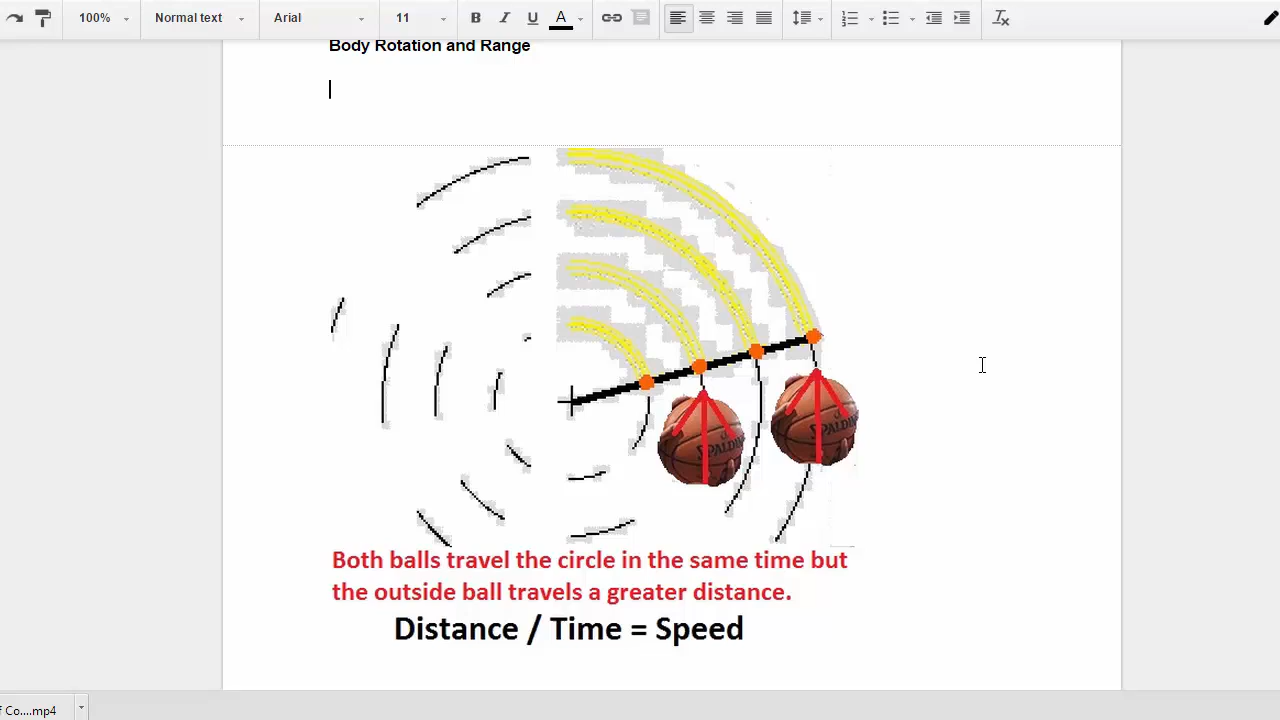 100% Normal text Arial 11 B I U A
Body Rotation and Range
SPALDING
SPALDING
Both balls travel the circle in the same time but
the outside ball travels a greater distance.
Distance / Time = Speed
f Co....mp4